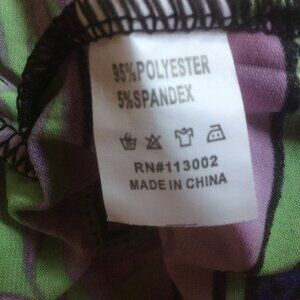 95%POLYESTER
5%SPANDEX
RN#113002
MADE IN CHINA